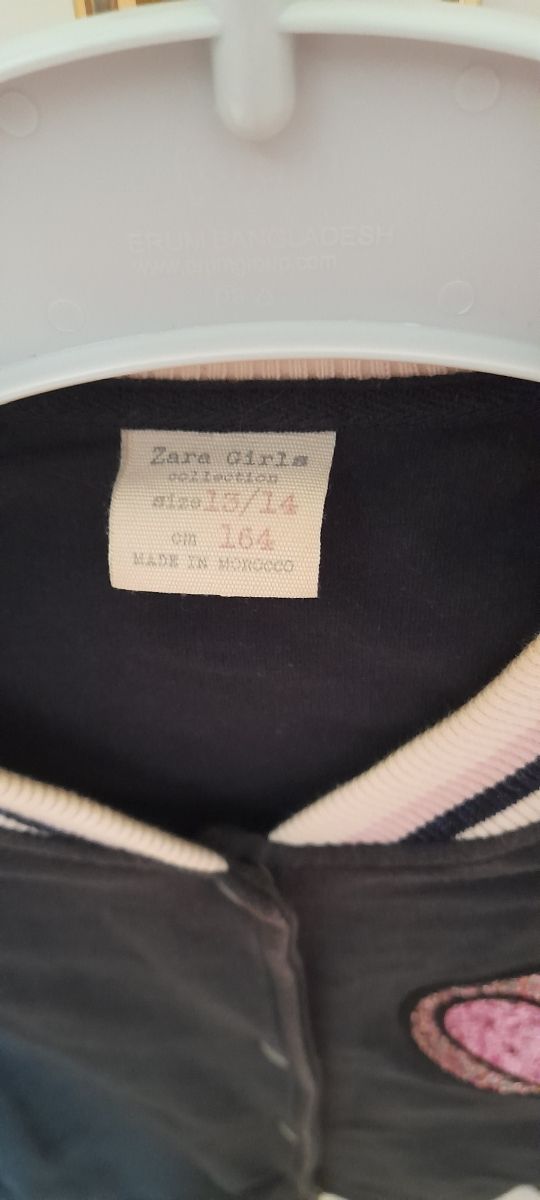 ERUM BANGLADESH
www.erumgroup.com
Zara Girls
collection
size 13/14
cm 164
MADE IN MOROCCO